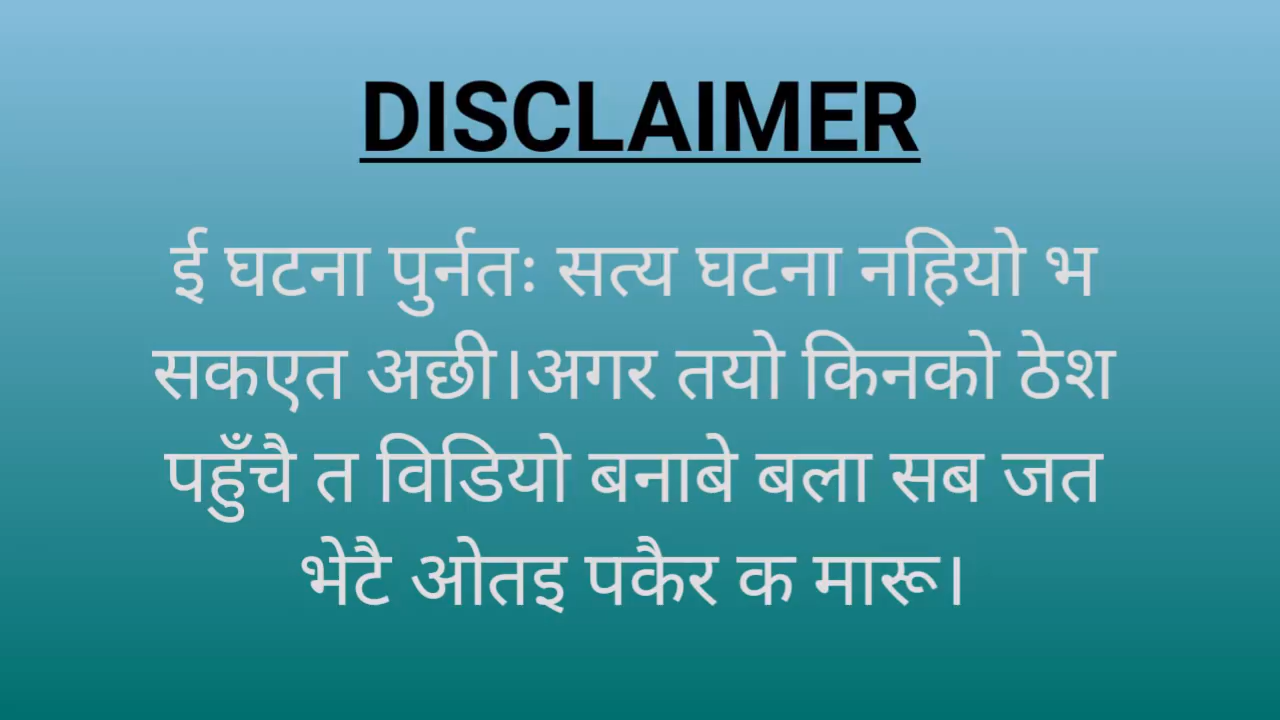 DISCLAIMER
ई घटना पुर्नतः सत्य घटना नहियो भ
सकएत अछी।अगर तयो किनको ठेश
पहुँचै त विडियो बनाबे बला सब जत
भेटै ओतइ पकैर क मारू।